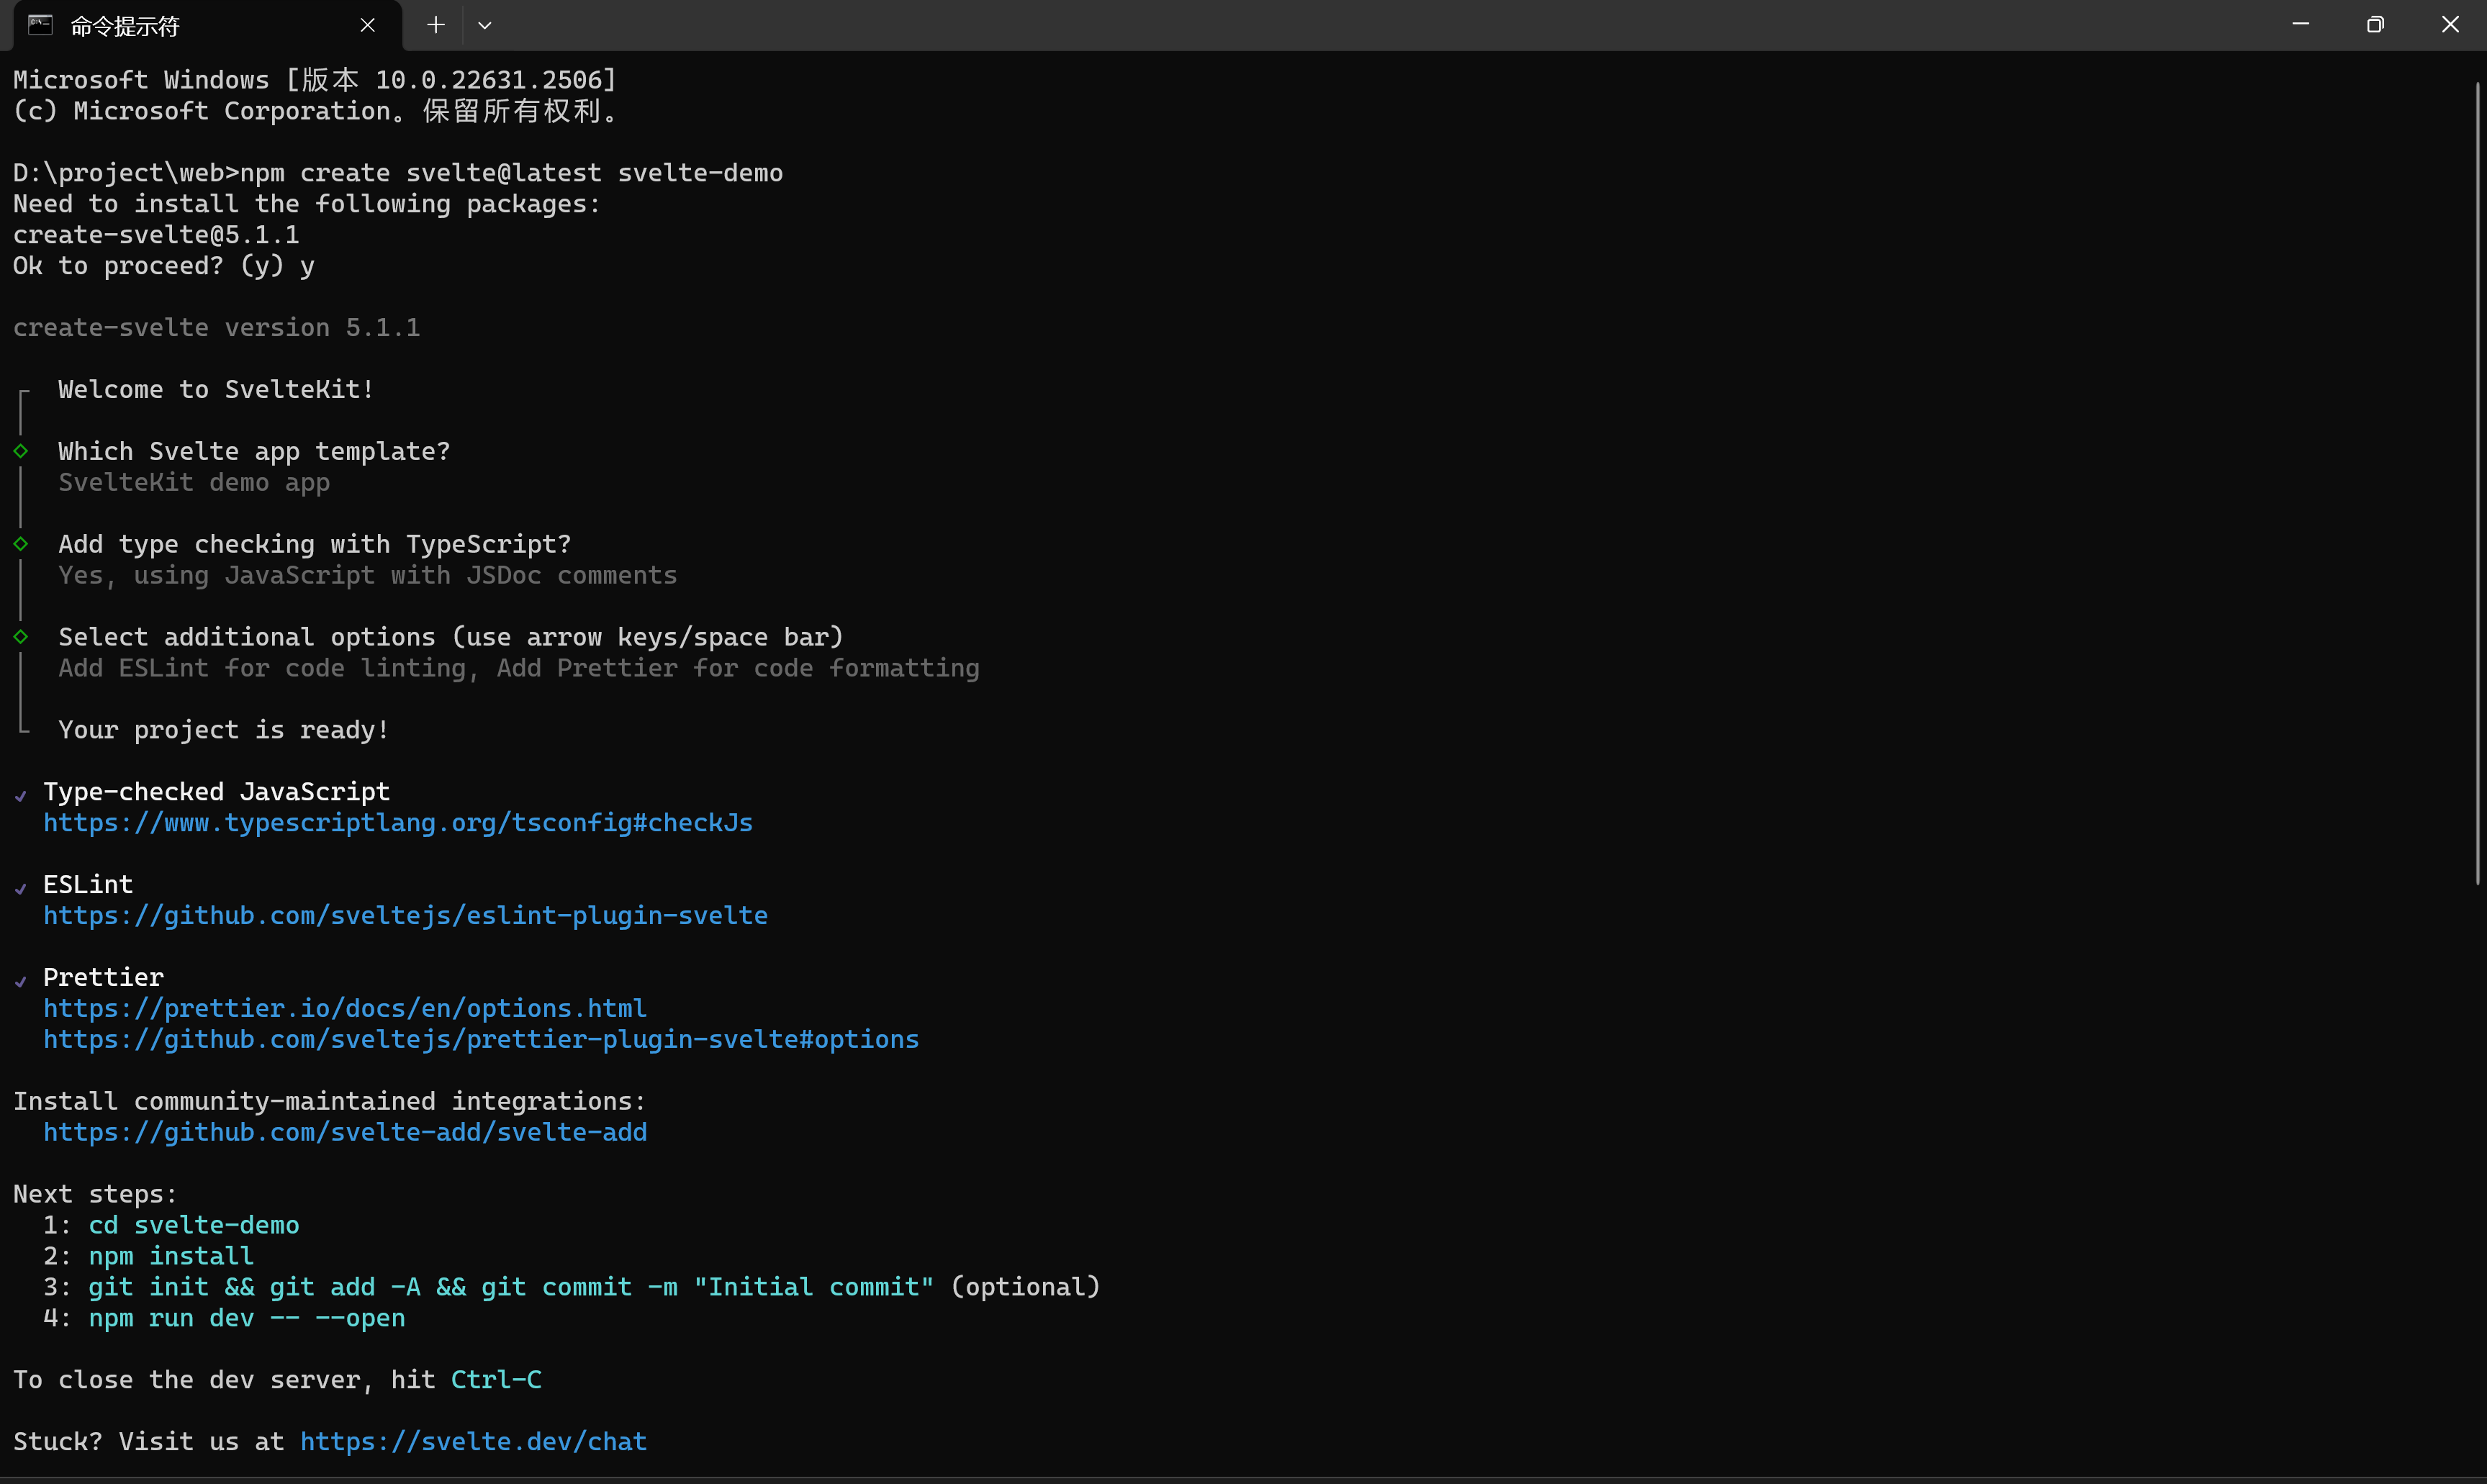 命令提示符
Microsoft Windows [版本 10.0.22631.2506]
(c) Microsoft Corporation。保留所有权利。
D:\project\web>npm create svelte@latest svelte-demo
Need to install the following packages:
create-svelte@5.1.1
Ok to proceed? (y) y
create-svelte version 5.1.1
Welcome to SvelteKit!
Which Svelte app template?
SvelteKit demo app
Add type checking with TypeScript?
Yes, using JavaScript with JSDoc comments
Select additional options (use arrow keys/space bar)
Add ESLint for code linting, Add Prettier for code formatting
Your project is ready!
✓ Type-checked JavaScript
https://www.typescriptlang.org/tsconfig#checkJs
✓ ESLint
https://github.com/sveltejs/eslint-plugin-svelte
✓ Prettier
https://prettier.io/docs/en/options.html
https://github.com/sveltejs/prettier-plugin-svelte#options
Install community-maintained integrations:
https://github.com/svelte-add/svelte-add
Next steps:
1: cd svelte-demo
2: npm install
3: git init && git add -A && git commit -m "Initial commit" (optional)
4: npm run dev -- --open
To close the dev server, hit Ctrl-C
Stuck? Visit us at https://svelte.dev/chat